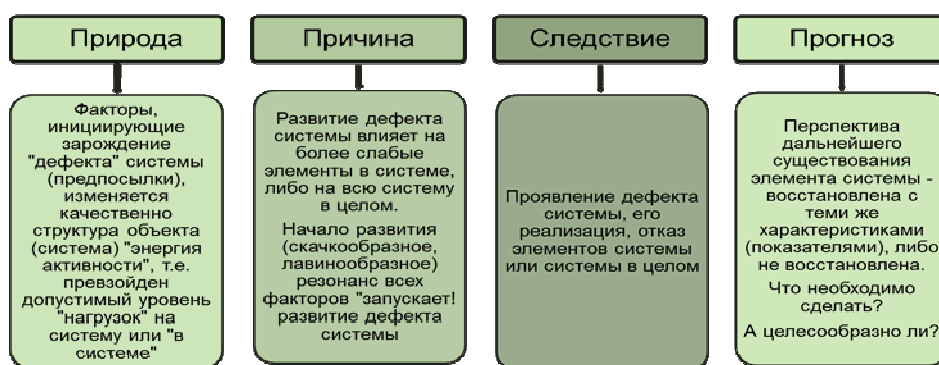 Природа
Факторы,
инициирующие
зарождение
"дефекта" системы
(предпосылки),
изменяется
качественно
структура объекта
(система) "энергия
активности", т.е.
превзойден
допустимый уровень
"нагрузок" на
систему или "в
системе"
Причина
Развитие дефекта
системы влияет на
более слабые
элементы в системе,
либо на всю систему
в целом.
Начало развития
(скачкообразное,
лавинообразное)
резонанс всех
факторов "запускает!
развитие дефекта
системы
Следствие
Проявление дефекта
системы, его
реализация, отказ
элементов системы
или системы в целом
Прогноз
Перспектива
дальнейшего
существования
элемента системы -
восстановлена с
теми же
характеристиками
(показателями), либо
не восстановлена.
Что необходимо
сделать?
А целесообразно ли?